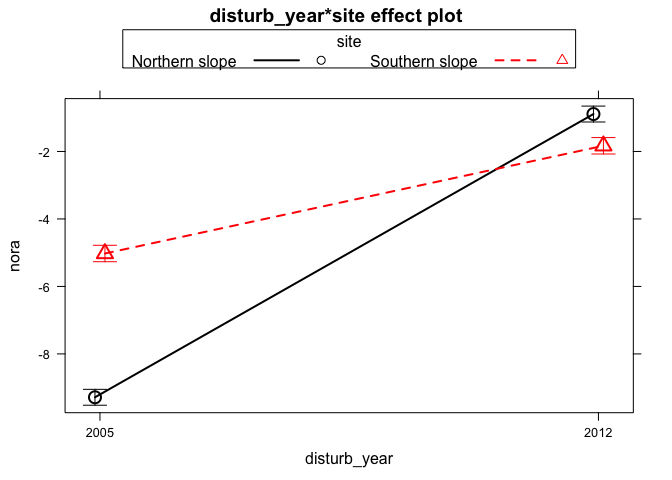 disturb_year*site effect plot
site
Northern slope Southern slope
-2
-4
-6
-8
nora
2005 2012
disturb_year